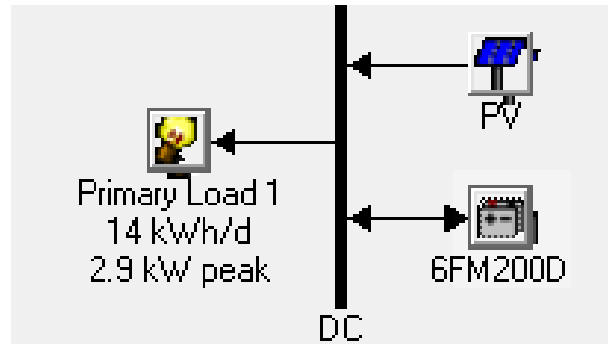 PV
Primary Load 1
14 kWh/d
2.9 kW peak
6FM200D
DC